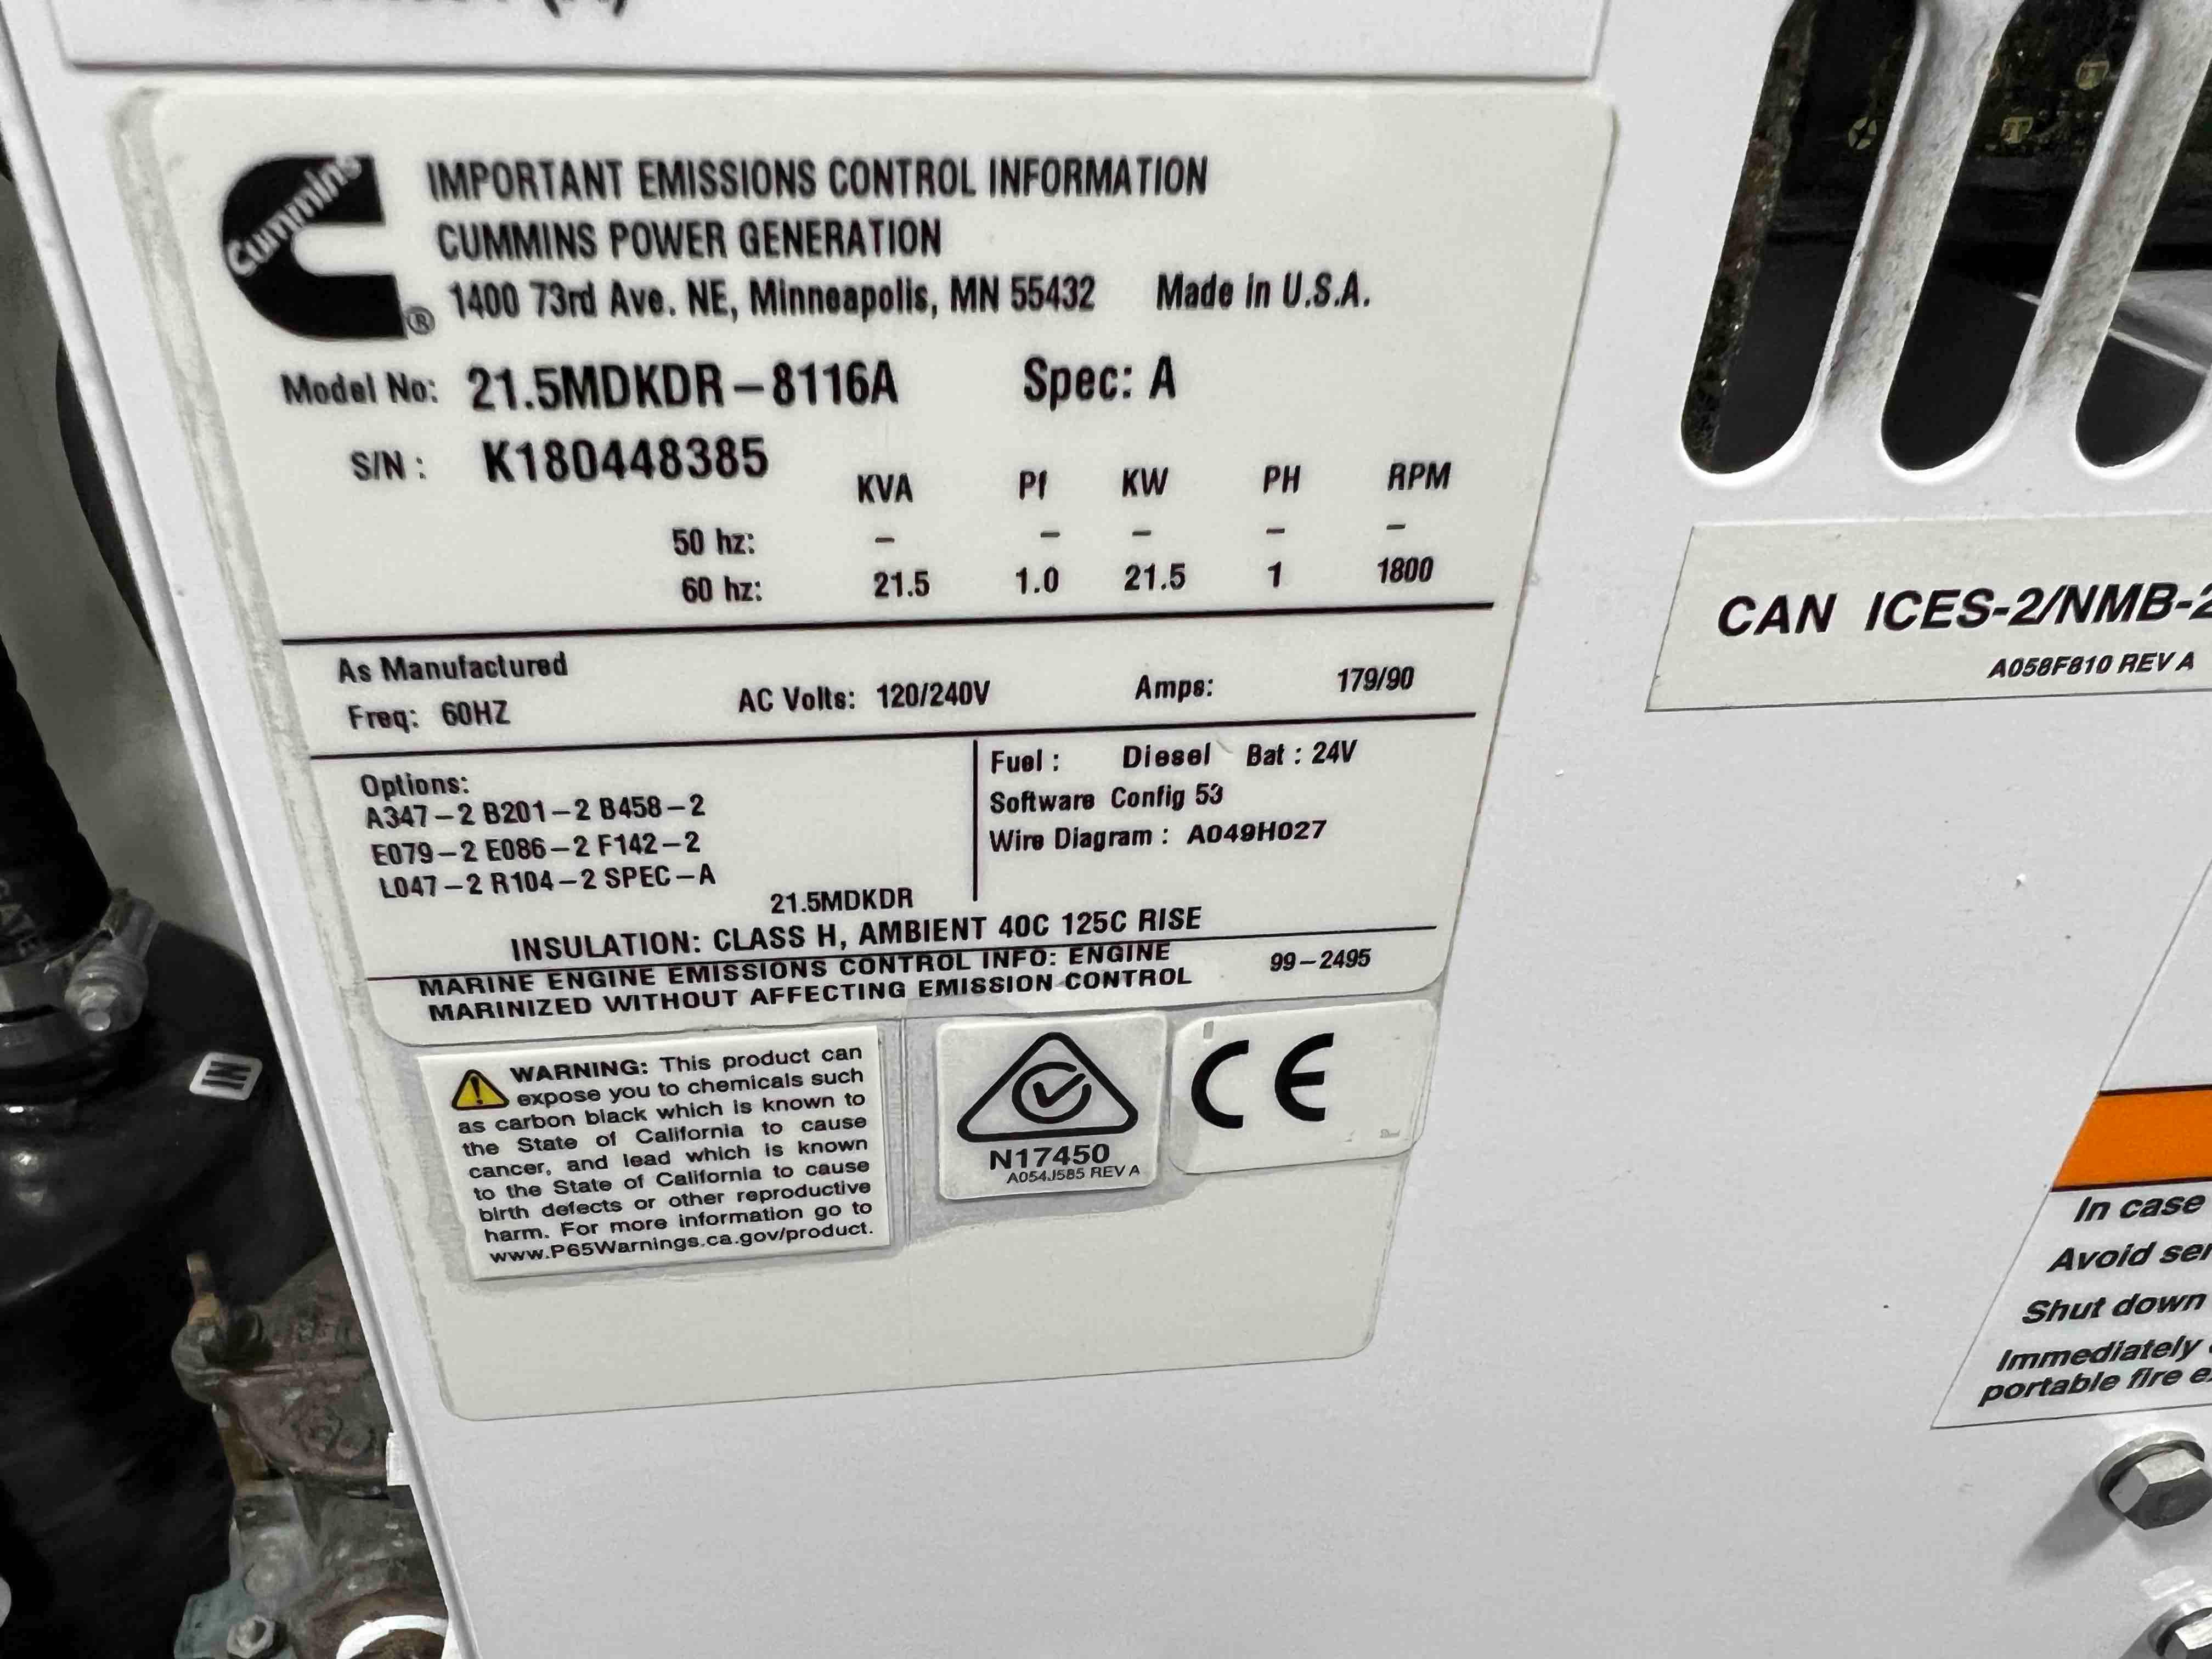 Cummins
®
IMPORTANT EMISSIONS CONTROL INFORMATION
CUMMINS POWER GENERATION
1400 73rd Ave. NE, Minneapolis, MN 55432 Made in U.S.A.
Model No: 21.5MDKDR – 8116A Spec: A
S/N : K180448385
KVA Pf KW PH RPM
50 hz: – – – – –
60 hz: 21.5 1.0 21.5 1 1800
As Manufactured
Freq: 60HZ AC Volts: 120/240V Amps: 179/90
Options:
A347–2 B201–2 B458–2
E079–2 E086–2 F142–2
L047–2 R104–2 SPEC–A
Fuel : Diesel Bat : 24V
Software Config 53
Wire Diagram : A049H027
21.5MDKDR
INSULATION: CLASS H, AMBIENT 40C 125C RISE
MARINE ENGINE EMISSIONS CONTROL INFO: ENGINE
MARINIZED WITHOUT AFFECTING EMISSION CONTROL
99–2495
WARNING: This product can
expose you to chemicals such
as carbon black which is known to
the State of California to cause
cancer, and lead which is known
to the State of California to cause
birth defects or other reproductive
harm. For more information go to
www.P65Warnings.ca.gov/product.
N17450
A054J585 REV A
CE
CAN ICES-2/NMB-2
A058F810 REV A
In case
Avoid
Shut down
Immediately
portable fire